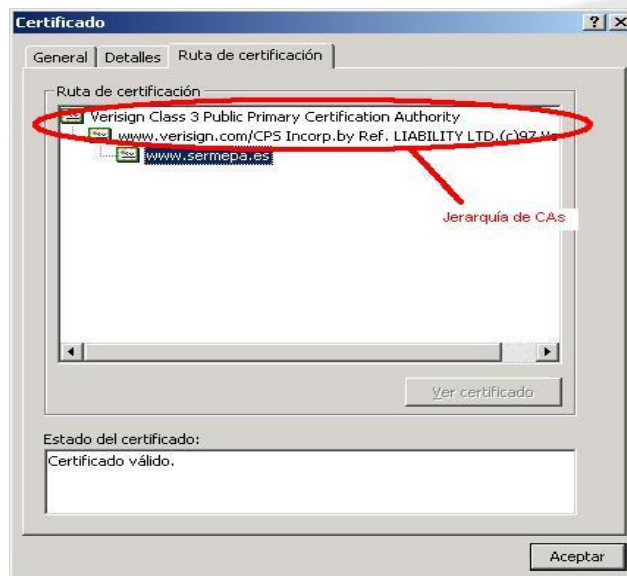 Certificado
? ×
General Detalles Ruta de certificación
Ruta de certificación
Verisign Class 3 Public Primary Certification Authority
www.verisign.com/CPS Incorp.by Ref. LIABILITY LTD.(c)97
www.sermepa.es
Jerarquía de CAs
Ver certificado
Estado del certificado:
Certificado válido.
Aceptar